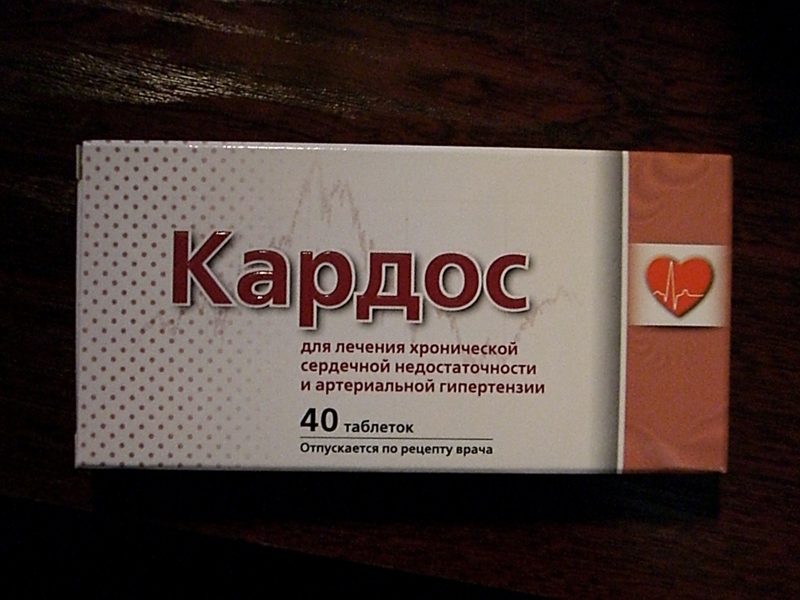 Кардос
для лечения хронической
сердечной недостаточности
и артериальной гипертензии
40 таблеток
Отпускается по рецепту врача